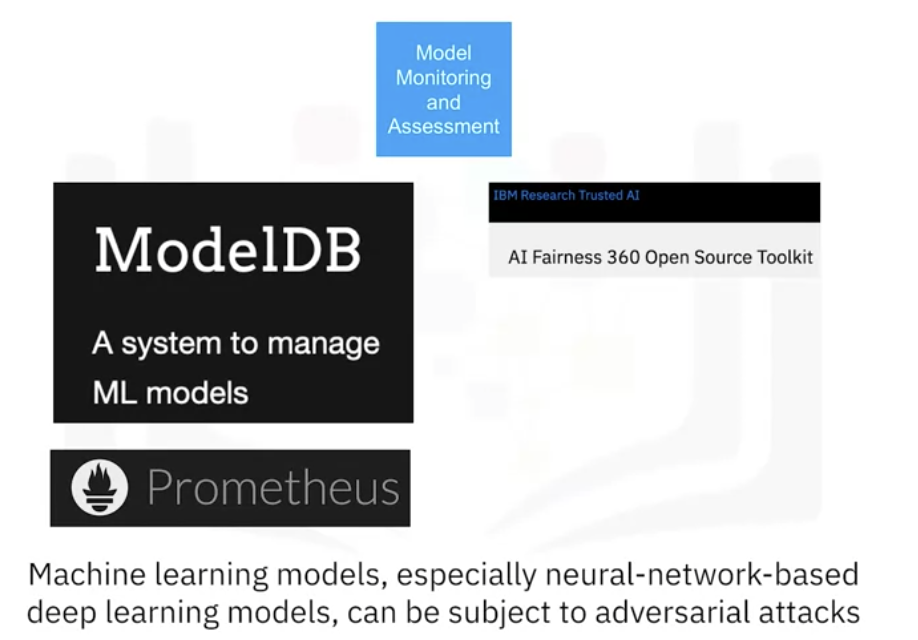 Model
Monitoring
and
Assessment
ModelDB
A system to manage
ML models
IBM Research Trusted AI
AI Fairness 360 Open Source Toolkit
Prometheus
Machine learning models, especially neural-network-based
deep learning models, can be subject to adversarial attacks